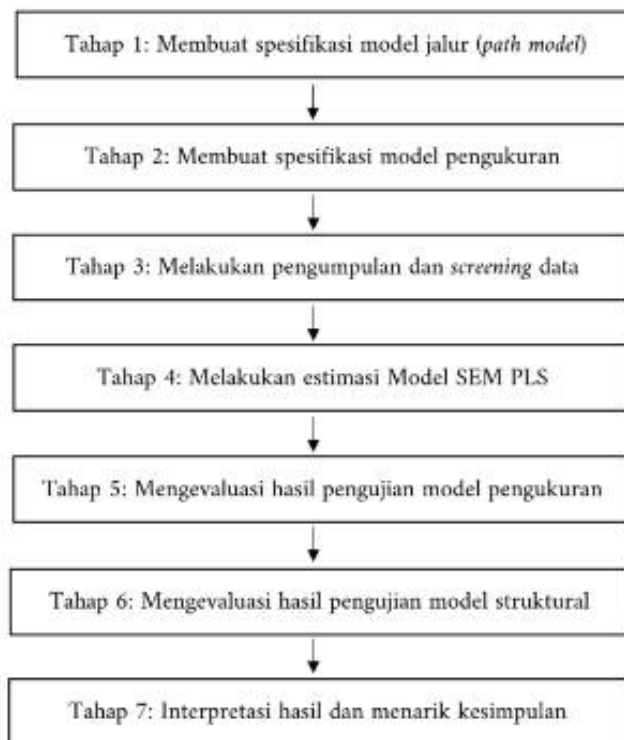 Tahap 1: Membuat spesifikasi model jalur (path model)
Tahap 2: Membuat spesifikasi model pengukuran
Tahap 3: Melakukan pengumpulan dan screening data
Tahap 4: Melakukan estimasi Model SEM PLS
Tahap 5: Mengevaluasi hasil pengujian model pengukuran
Tahap 6: Mengevaluasi hasil pengujian model struktural
Tahap 7: Interpretasi hasil dan menarik kesimpulan